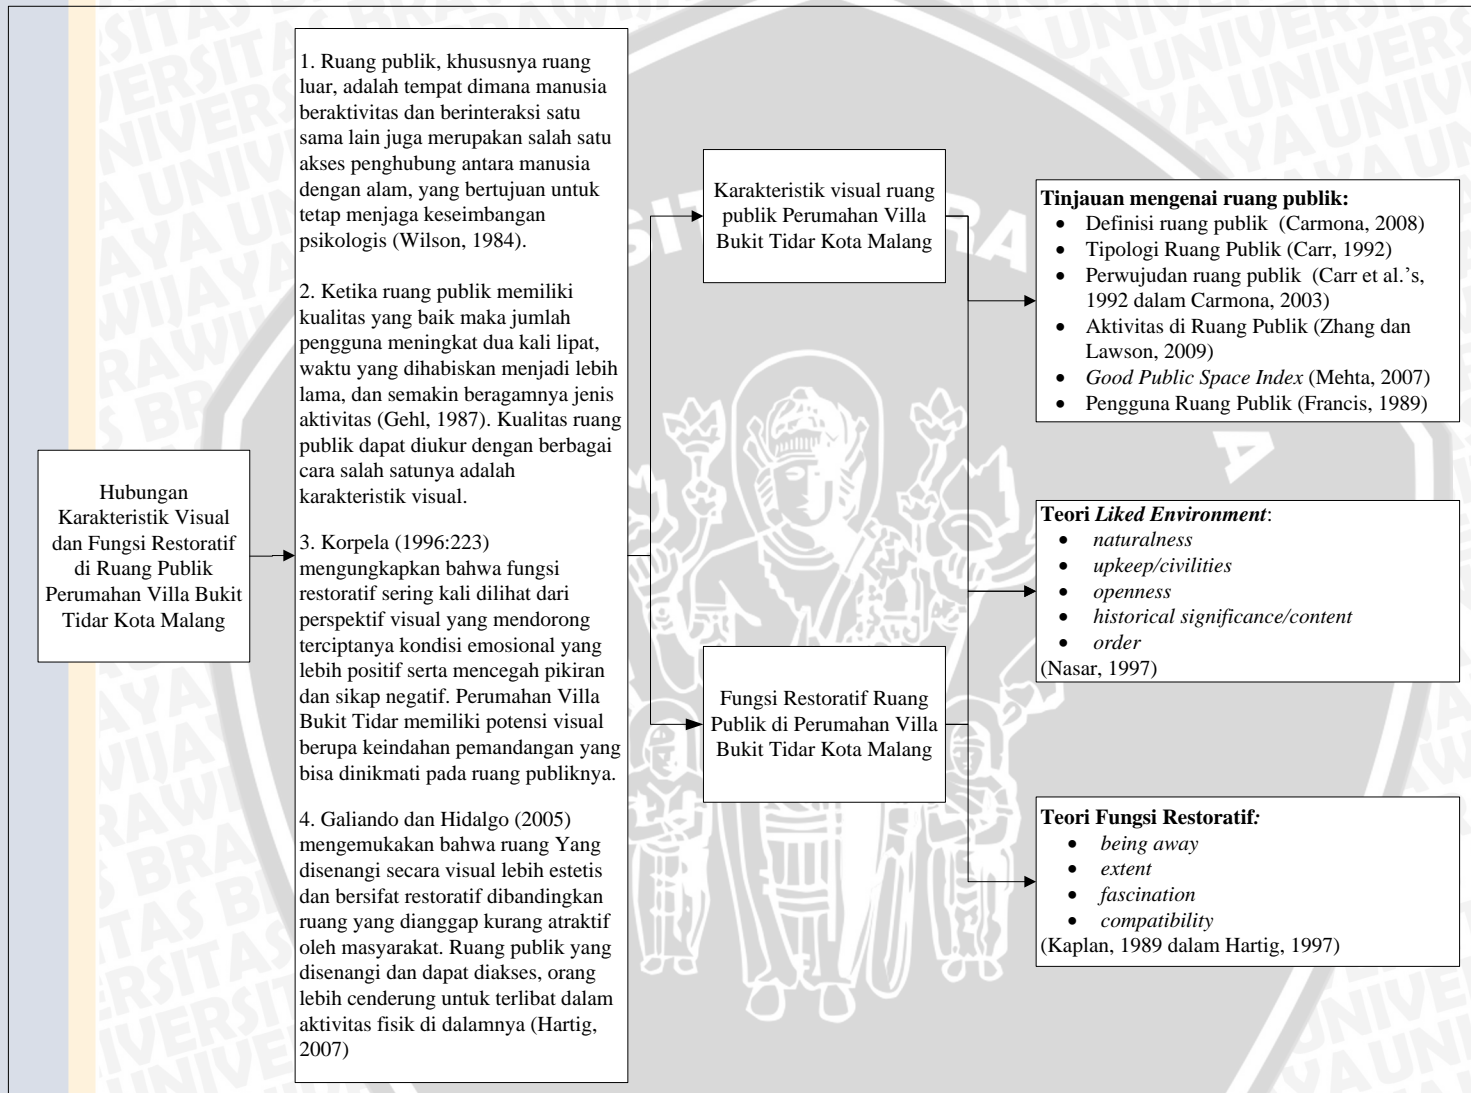 Hubungan
Karakteristik Visual
dan Fungsi Restoratif
di Ruang Publik
Perumahan Villa Bukit
Tidar Kota Malang
1. Ruang publik, khususnya ruang
luar, adalah tempat dimana manusia
beraktivitas dan berinteraksi satu
sama lain juga merupakan salah satu
akses penghubung antara manusia
dengan alam, yang bertujuan untuk
tetap menjaga keseimbangan
psikologis (Wilson, 1984).
2. Ketika ruang publik memiliki
kualitas yang baik maka jumlah
pengguna meningkat dua kali lipat,
waktu yang dihabiskan menjadi lebih
lama, dan semakin beragamnya jenis
aktivitas (Gehl, 1987). Kualitas ruang
publik dapat diukur dengan berbagai
cara salah satunya adalah
karakteristik visual.
3. Korpela (1996:223)
mengungkapkan bahwa fungsi
restoratif sering kali dilihat dari
perspektif visual yang mendorong
terciptanya kondisi emosional yang
lebih positif serta mencegah pikiran
dan sikap negatif. Perumahan Villa
Bukit Tidar memiliki potensi visual
berupa keindahan pemandangan yang
bisa dinikmati pada ruang publiknya.
4. Galiando dan Hidalgo (2005)
mengemukakan bahwa ruang Yang
disenangi secara visual lebih estetis
dan bersifat restoratif dibandingkan
ruang yang dianggap kurang atraktif
oleh masyarakat. Ruang publik yang
disenangi dan dapat diakses, orang
lebih cenderung untuk terlibat dalam
aktivitas fisik di dalamnya (Hartig,
2007)
Karakteristik visual ruang
publik Perumahan Villa
Bukit Tidar Kota Malang
Fungsi Restoratif Ruang
Publik di Perumahan Villa
Bukit Tidar Kota Malang
Tinjauan mengenai ruang publik:
• Definisi ruang publik (Carmona, 2008)
• Tipologi Ruang Publik (Carr, 1992)
• Perwujudan ruang publik (Carr et al.’s,
1992 dalam Carmona, 2003)
• Aktivitas di Ruang Publik (Zhang dan
Lawson, 2009)
• Good Public Space Index (Mehta, 2007)
• Pengguna Ruang Publik (Francis, 1989)
Teori Liked Environment:
• naturalness
• upkeep/civilities
• openness
• historical significance/content
• order
(Nasar, 1997)
Teori Fungsi Restoratif:
• being away
• extent
• fascination
• compatibility
(Kaplan, 1989 dalam Hartig, 1997)